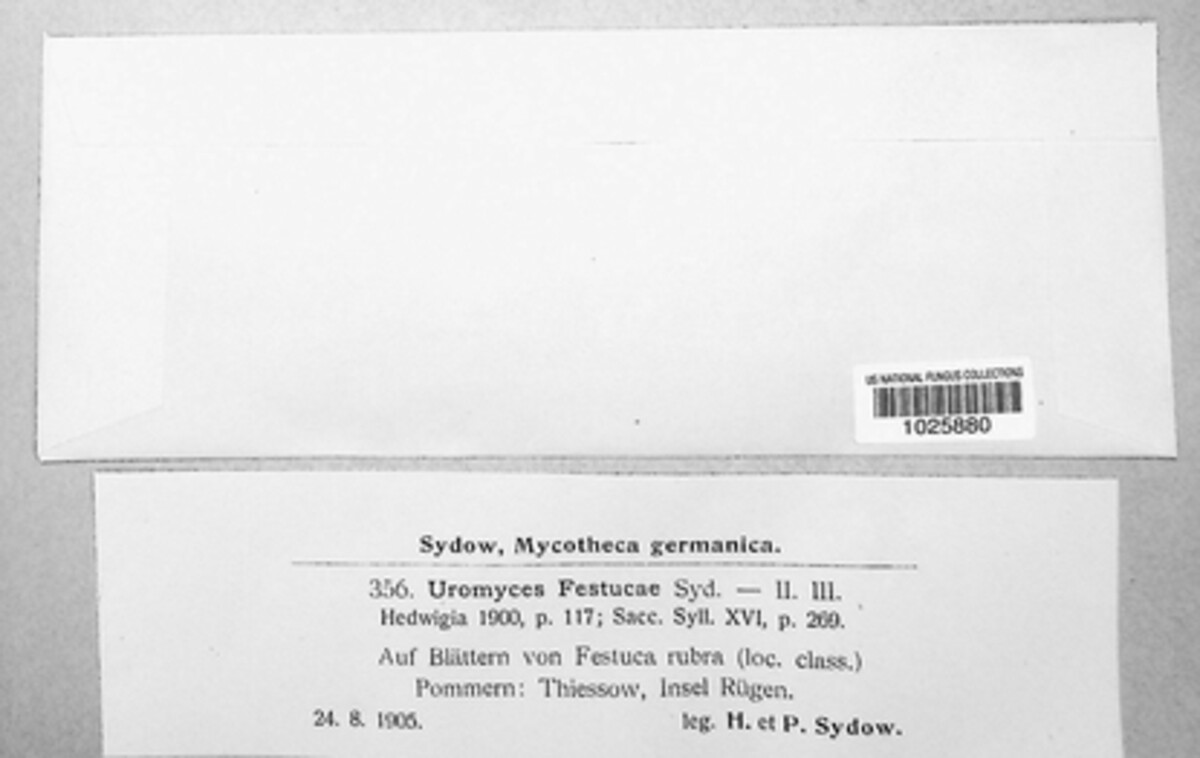 US NATIONAL FUNGUS COLLECTIONS
1025880
Sydow, Mycotheca germanica.
356. Uromyces Festucae Syd. — II. III.
Hedwigia 1900, p. 117; Sacc. Syll. XVI, p. 269.
Auf Blättern von Festuca rubra (loc. class.)
Pommern: Thiessow, Insel Rügen.
24. 8. 1905. leg. H. et P. Sydow.